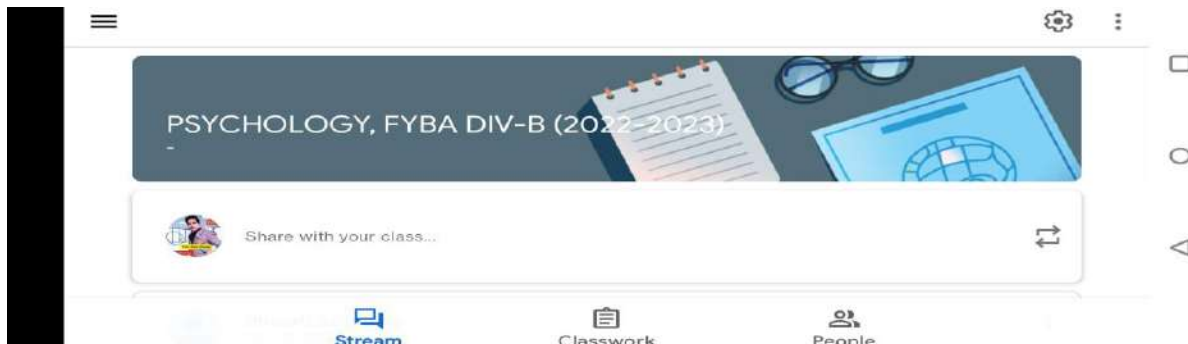 PSYCHOLOGY, FYBA DIV-B (2022-2023)
-
Share with your class...
Stream
Classwork
People